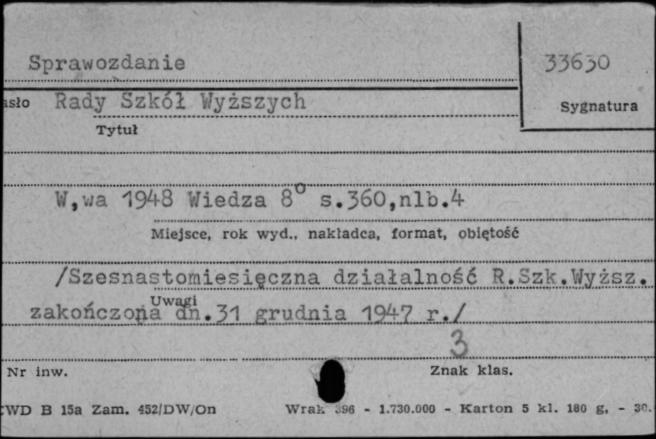 Sprawozdanie 33630
Rady Szkół Wyższych Sygnatura
Tytuł
W,wa 1948 Wiedza 8° s.360,nlb.4
Miejsce, rok wyd., nakładca, format, objętość
/Szesnastomiesięczna działalność R.Szk.Wyższ.
Uwagi
zakończona dn.31 grudnia 1947 r./
3
Nr inw. Znak klas.
WD B 15a Zam. 452/DW/On Wrak 396 - 1.730.000 - Karton 5 kl. 180 g. - 30.